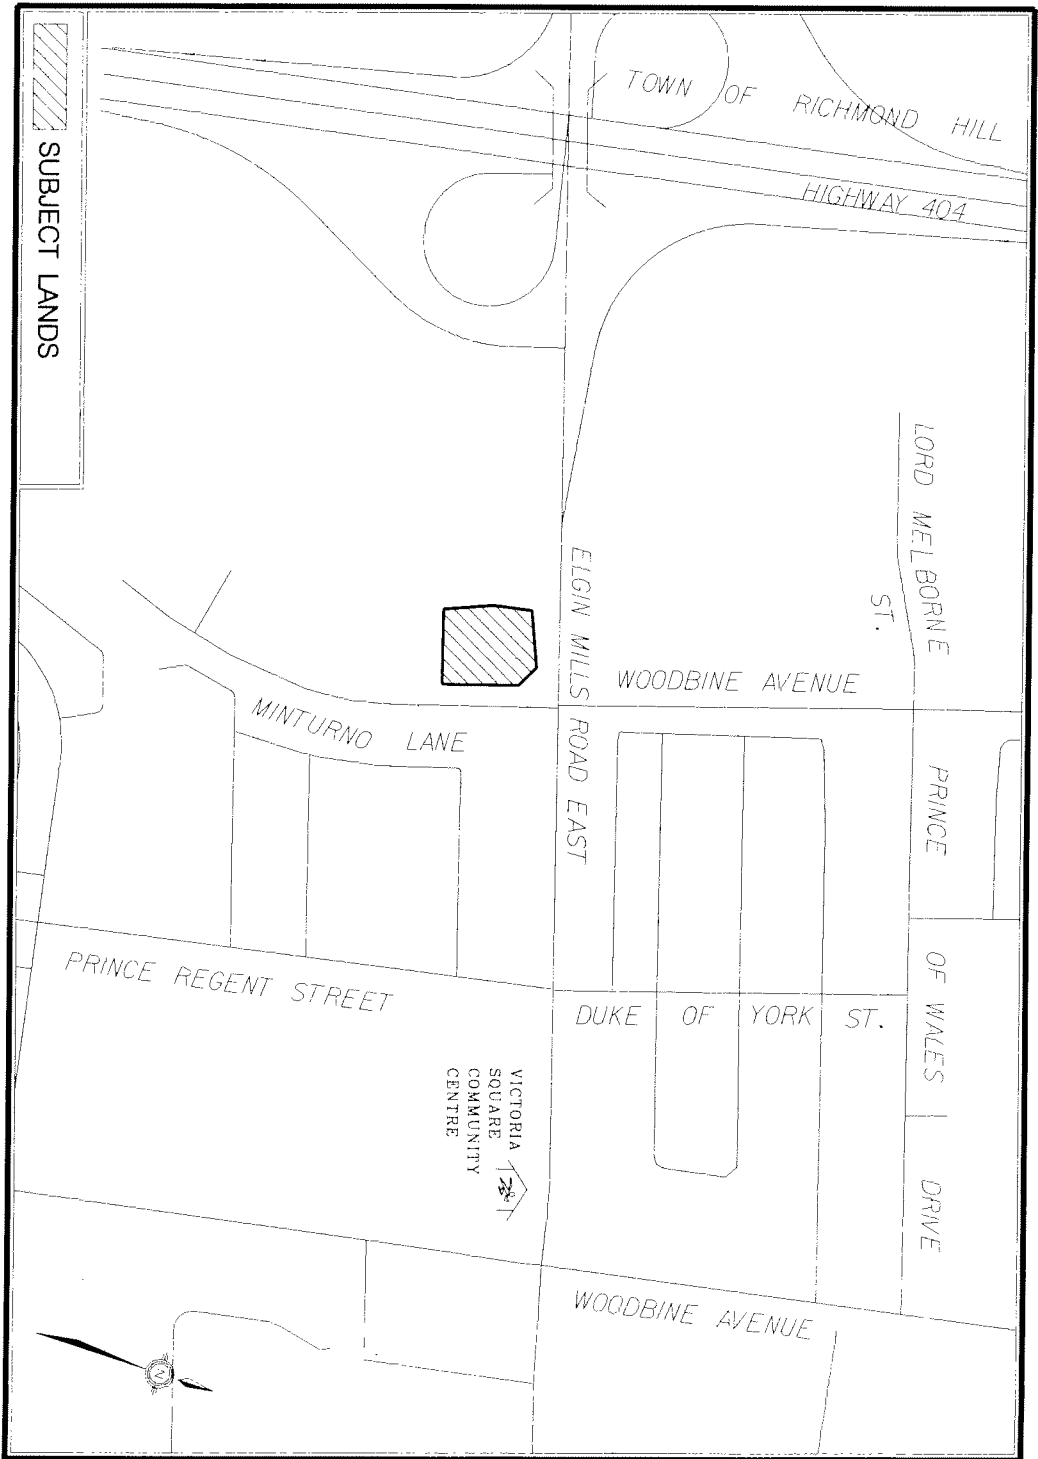 TOWN OF RICHMOND HILL
HIGHWAY 404
SUBJECT LANDS
LORD MELBORNE
ST.
ELGIN MILLS ROAD EAST
WOODBINE AVENUE
MINTURNO LANE
PRINCE OF WALES DRIVE
PRINCE REGENT STREET
DUKE OF YORK ST.
VICTORIA
SQUARE
COMMUNITY
CENTRE
WOODBINE AVENUE
N